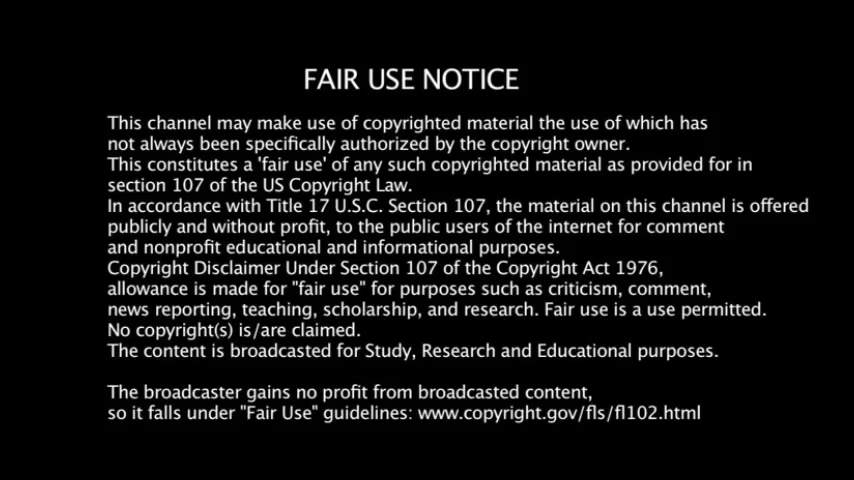 FAIR USE NOTICE
This channel may make use of copyrighted material the use of which has
not always been specifically authorized by the copyright owner.
This constitutes a 'fair use' of any such copyrighted material as provided for in
section 107 of the US Copyright Law.
In accordance with Title 17 U.S.C. Section 107, the material on this channel is offered
publicly and without profit, to the public users of the internet for comment
and nonprofit educational and informational purposes.
Copyright Disclaimer Under Section 107 of the Copyright Act 1976,
allowance is made for "fair use" for purposes such as criticism, comment,
news reporting, teaching, scholarship, and research. Fair use is a use permitted.
No copyright(s) is/are claimed.
The content is broadcasted for Study, Research and Educational purposes.
The broadcaster gains no profit from broadcasted content,
so it falls under "Fair Use" guidelines: www.copyright.gov/fls/fl102.html